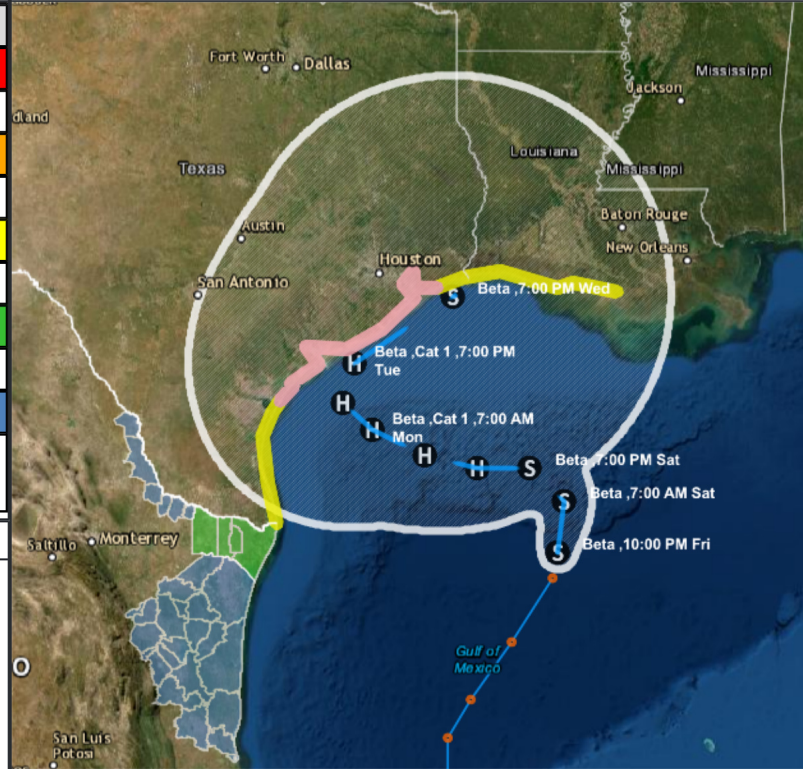 Fort Worth
Dallas
Mississippi
Jackson
dland
Louisiana
Texas
Mississippi
Baton Rouge
Austin
New Orleans
Houston
San Antonio
S
Beta ,7:00 PM Wed
H
Beta ,Cat 1 ,7:00 PM
Tue
H
H
Beta ,Cat 1 ,7:00 AM
Mon
H
H
S
Beta ,7:00 PM Sat
S
Beta ,7:00 AM Sat
Monterrey
Saltillo
S
Beta ,10:00 PM Fri
Gulf of
Mexico
O
San Luis
Potosi